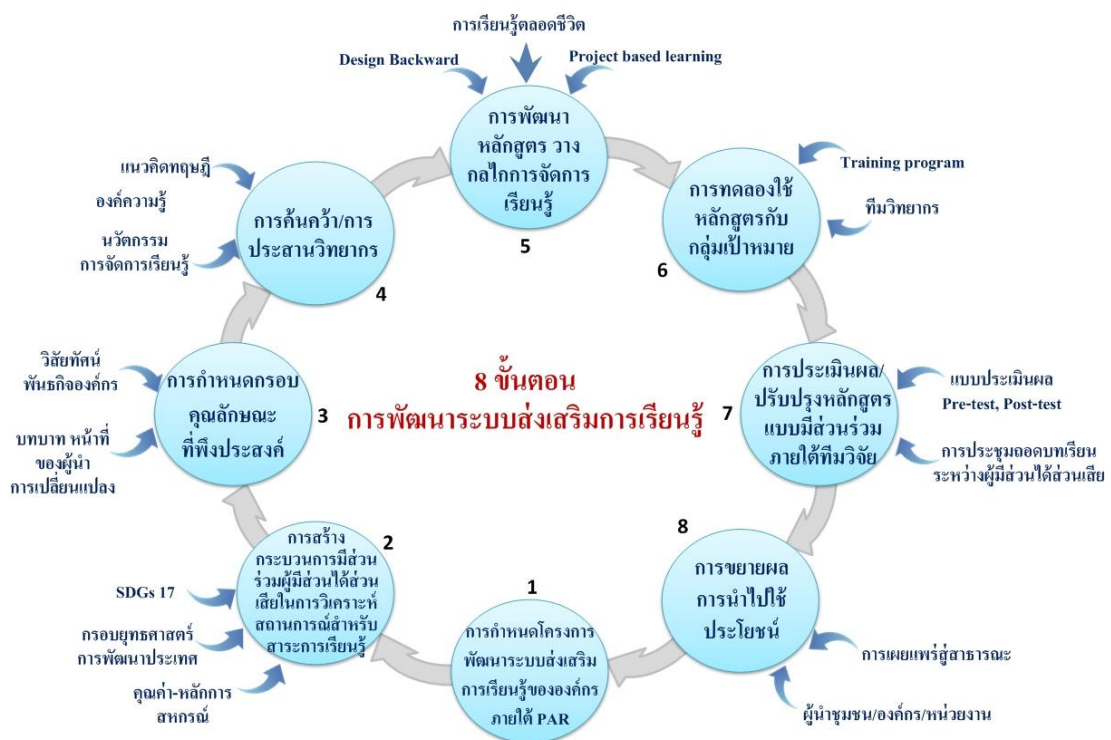 การเรียนรู้ตลอดชีวิต
Design Backward
Project based learning
การพัฒนา
หลักสูตร วาง
กลไกการจัดการ
เรียนรู้
5
แนวคิดทฤษฎี
องค์ความรู้
นวัตกรรม
การจัดการเรียนรู้
การค้นคว้า/การ
ประสานวิทยากร
4
Training program
ทีมวิทยากร
การทดลองใช้
หลักสูตรกับ
กลุ่มเป้าหมาย
6
วิสัยทัศน์
พันธกิจองค์กร
บทบาท หน้าที่
ของผู้นำ
การเปลี่ยนแปลง
การกำหนดกรอบ
คุณลักษณะ
ที่พึงประสงค์
3
8 ขั้นตอน
การพัฒนาระบบส่งเสริมการเรียนรู้
7
การประเมินผล/
ปรับปรุงหลักสูตร
แบบมีส่วนร่วม
ภายใต้ทีมวิจัย
แบบประเมินผล
Pre-test, Post-test
การประชุมถอดบทเรียน
ระหว่างผู้มีส่วนได้ส่วนเสีย
2
การสร้าง
กระบวนการมีส่วน
ร่วมผู้มีส่วนได้ส่วน
เสียในการวิเคราะห์
สถานการณ์สำหรับ
สาระการเรียนรู้
SDGs 17
กรอบยุทธศาสตร์
การพัฒนาประเทศ
คุณค่า-หลักการ
สหกรณ์
1
การกำหนดโครงการ
พัฒนาระบบส่งเสริม
การเรียนรู้ขององค์กร
ภายใต้ PAR
8
การขยายผล
การนำไปใช้
ประโยชน์
การเผยแพร่สู่สาธารณะ
ผู้นำชุมชน/องค์กร/หน่วยงาน